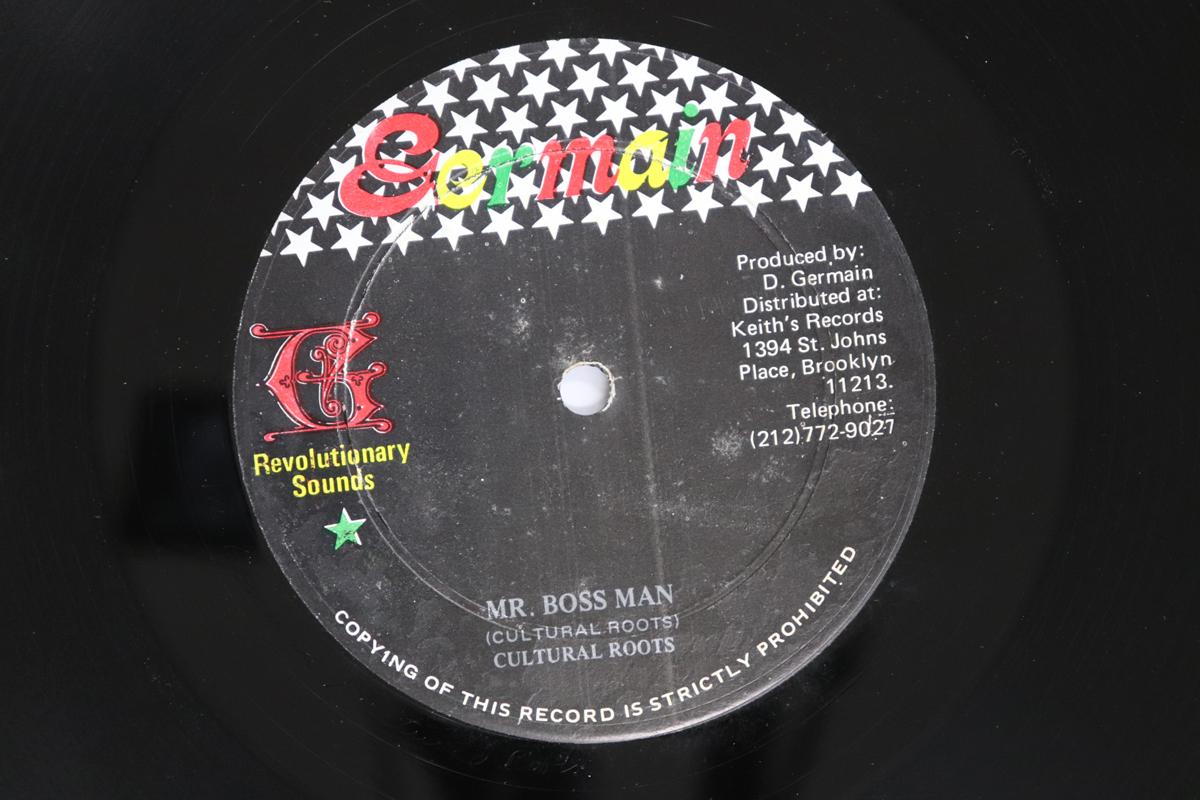 Germain
Produced by:
D. Germain
Distributed at:
Keith's Records
1394 St. Johns
Place, Brooklyn
11213.
Telephone:
(212)772-9027
G
Revolutionary
Sounds
MR. BOSS MAN
(CULTURAL ROOTS)
CULTURAL ROOTS
COPYING OF THIS RECORD IS STRICTLY PROHIBITED